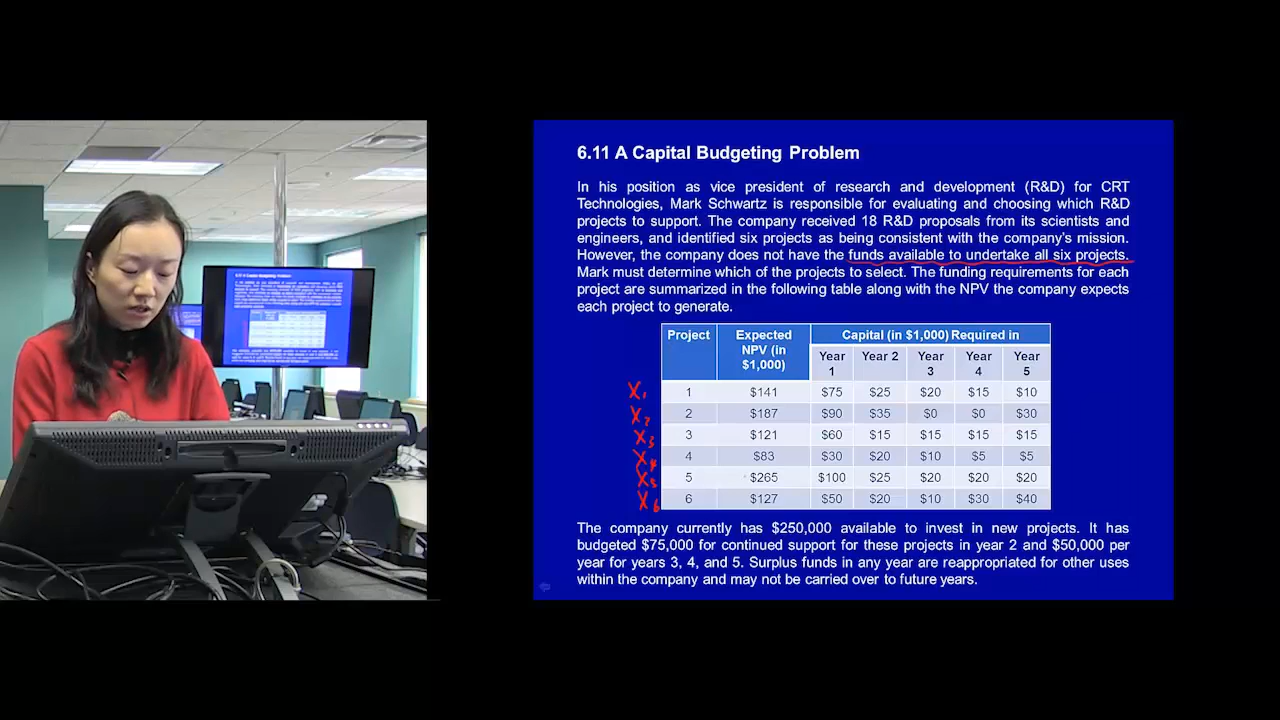 6.11 A Capital Budgeting Problem
In his position as vice president of research and development (R&D) for CRT
Technologies, Mark Schwartz is responsible for evaluating and choosing which R&D
projects to support. The company received 18 R&D proposals from its scientists and
engineers, and identified six projects as being consistent with the company's mission.
However, the company does not have the funds available to undertake all six projects.
Mark must determine which of the projects to select. The funding requirements for each
project are summarized in the following table along with the NPV the company expects
each project to generate.
Project Expected NPV (in $1,000) Capital (in $1,000) Required in
Year 1 Year 2 Year 3 Year 4 Year 5
X1 1 $141 $75 $25 $20 $15 $10
X2 2 $187 $90 $35 $0 $0 $30
X3 3 $121 $60 $15 $15 $15 $15
X4 4 $83 $30 $20 $10 $5 $5
X5 5 $265 $100 $25 $20 $20 $20
X6 6 $127 $50 $20 $10 $30 $40
The company currently has $250,000 available to invest in new projects. It has
budgeted $75,000 for continued support for these projects in year 2 and $50,000 per
year for years 3, 4, and 5. Surplus funds in any year are reappropriated for other uses
within the company and may not be carried over to future years.